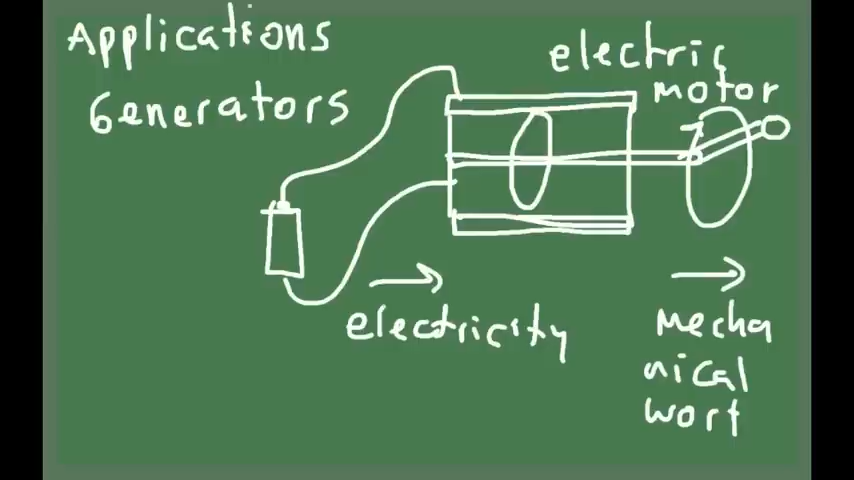 Applications
Generators
electric
motor
electricity
Mecha
nical
wort